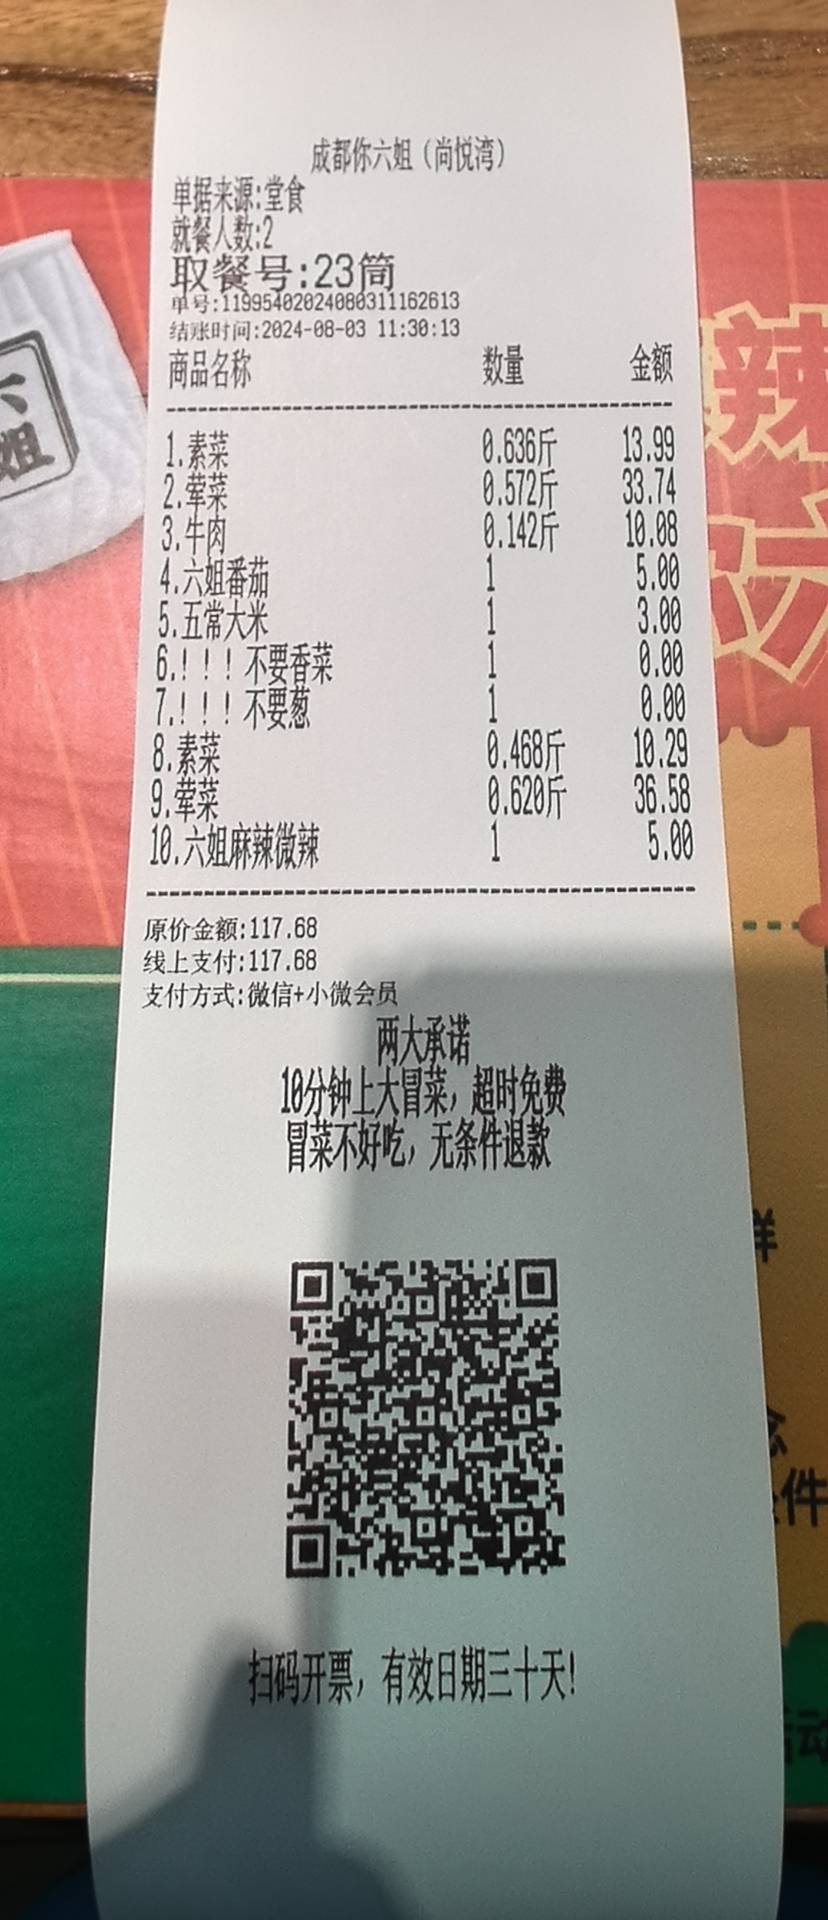 成都你六姐（尚悦湾）
单据来源:堂食
就餐人数:2
取餐号:23筒
单号:11995402024080311162613
结账时间:2024-08-03 11:30:13
商品名称 数量 金额
1.素菜 0.636斤 13.99
2.荤菜 0.572斤 33.74
3.牛肉 0.142斤 10.08
4.六姐番茄 1 5.00
5.五常大米 1 3.00
6.！！！不要香菜 1 0.00
7.！！！不要葱 1 0.00
8.素菜 0.468斤 10.29
9.荤菜 0.620斤 36.58
10.六姐麻辣微辣 1 5.00
原价金额:117.68
线上支付:117.68
支付方式:微信+小微会员
两大承诺
10分钟上大冒菜，超时免费
冒菜不好吃，无条件退款
扫码开票，有效日期三十天!
六
姐
辣
样
念
件
活动